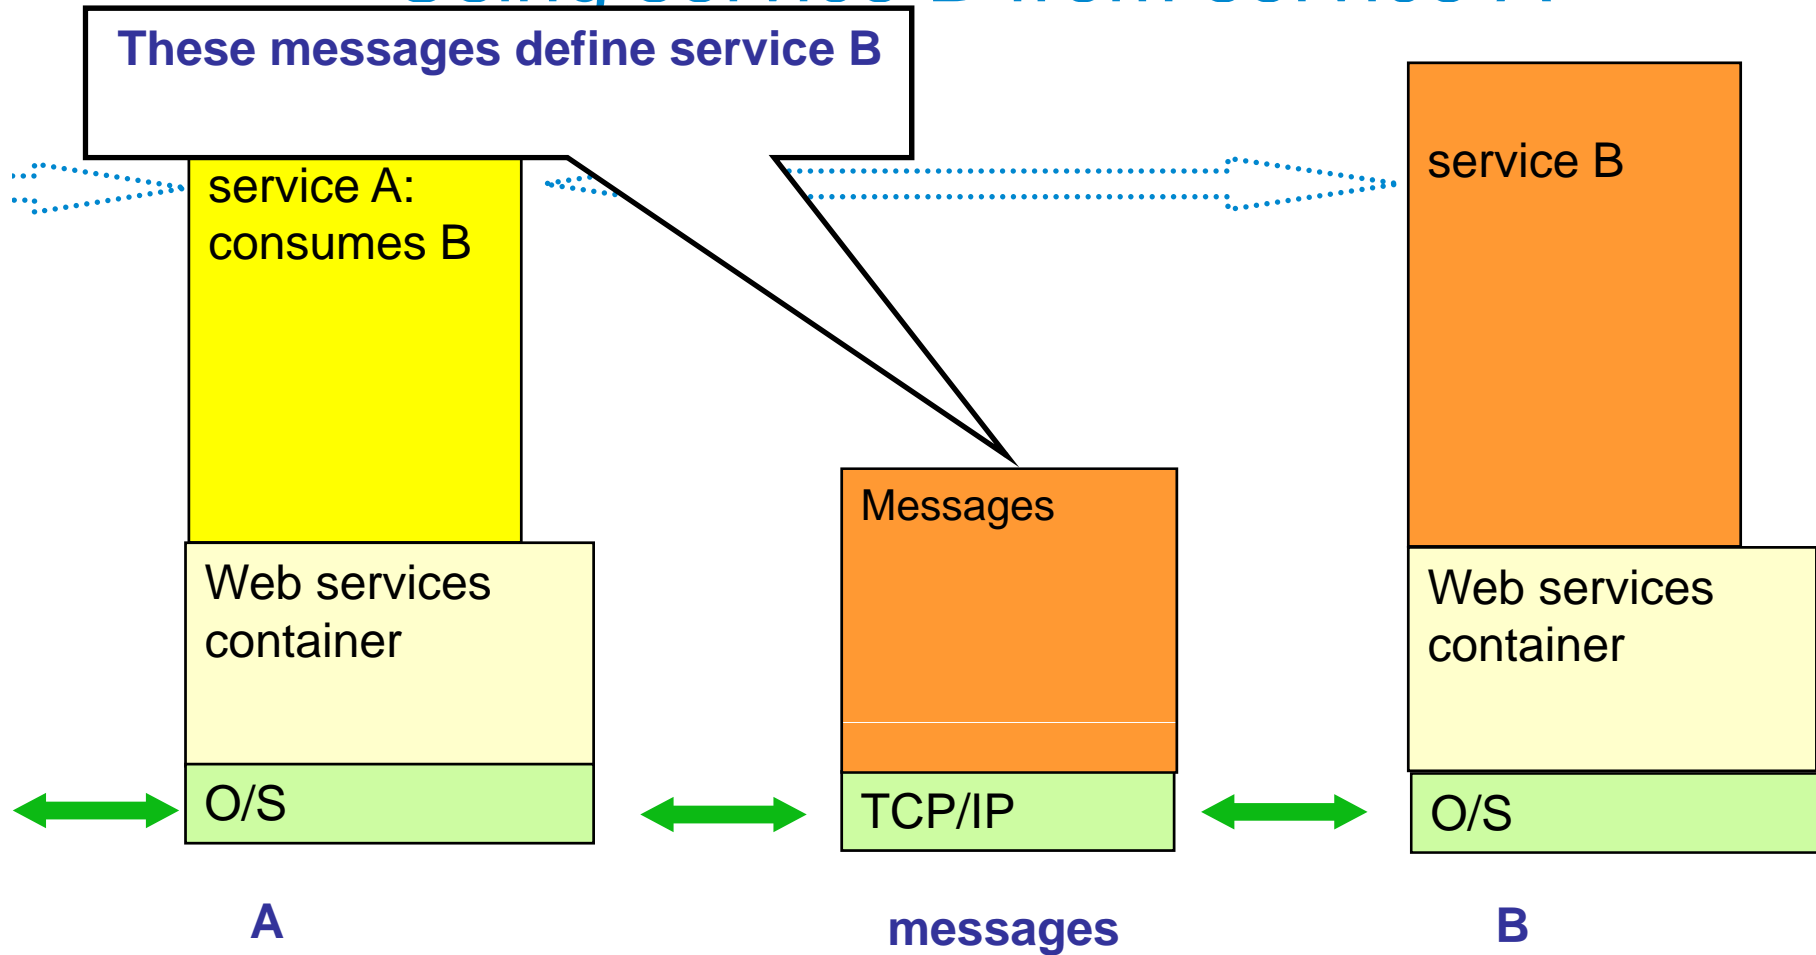 These messages define service B
service A:
consumes B
service B
Messages
Web services
container
Web services
container
O/S
TCP/IP
O/S
A
messages
B